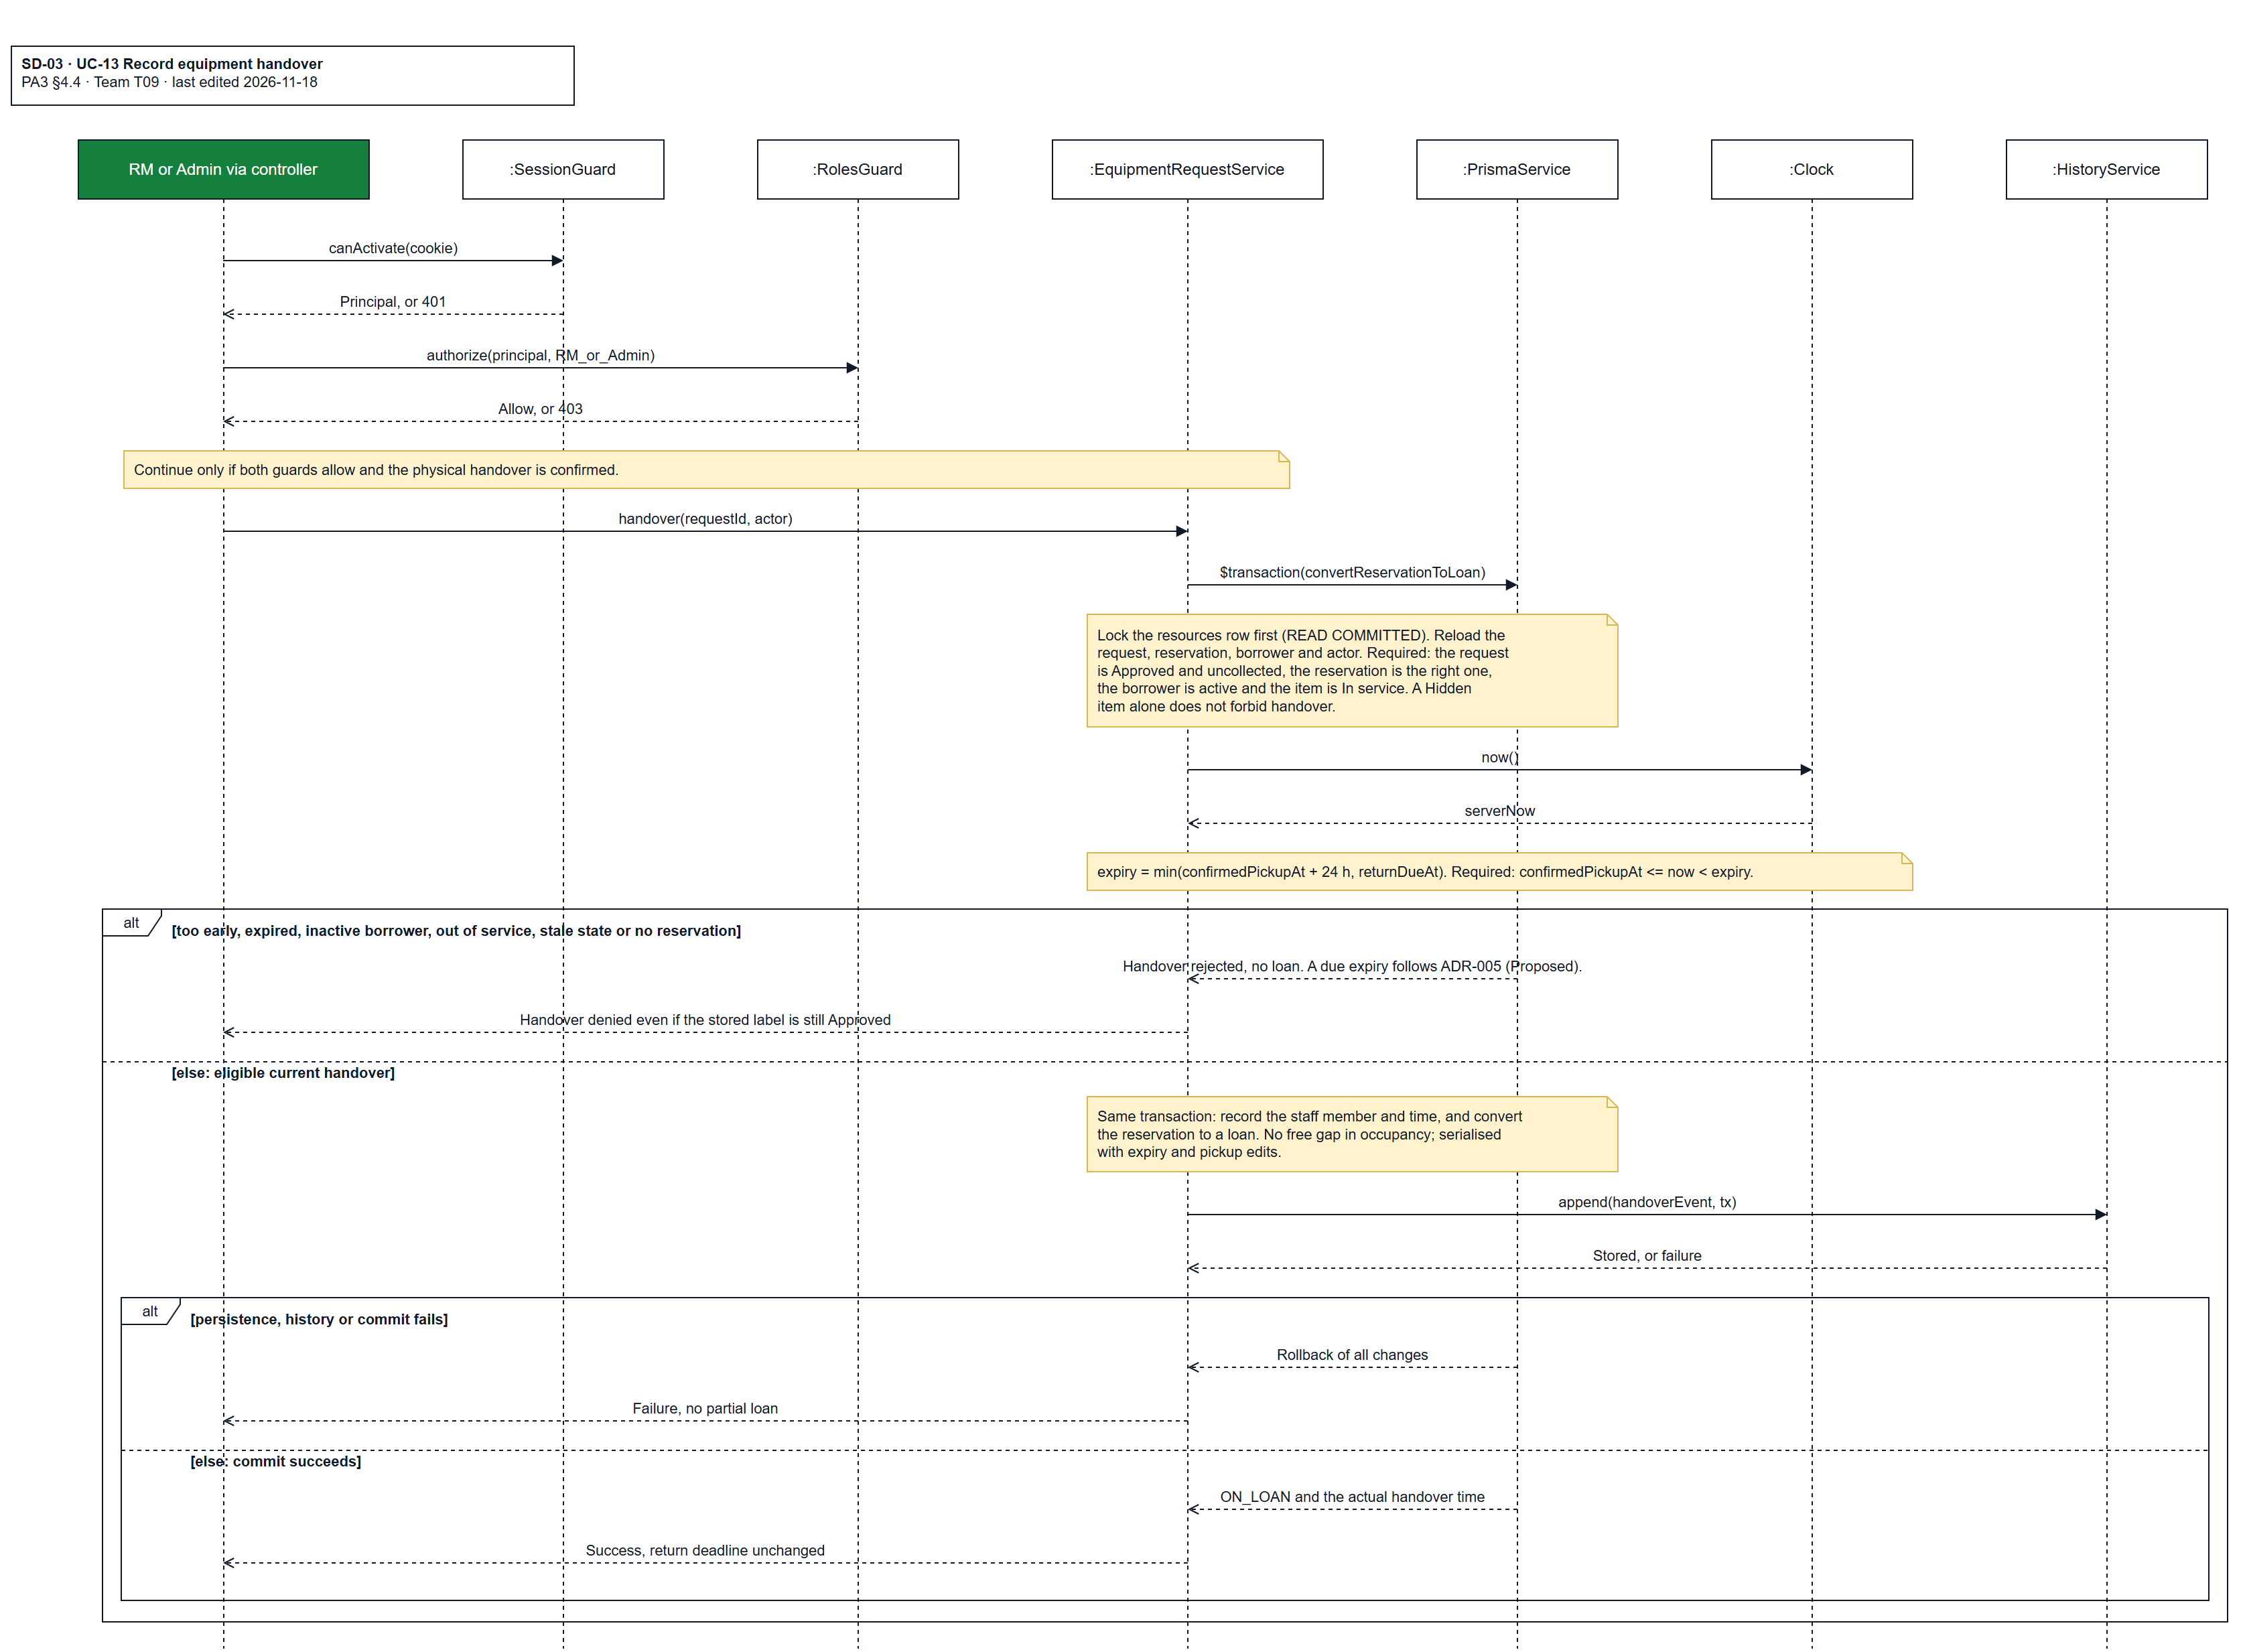 SD-03 · UC-13 Record equipment handover
PA3 §4.4 · Team T09 · last edited 2026-11-18
RM or Admin via controller
:SessionGuard
:RolesGuard
:EquipmentRequestService
:PrismaService
:Clock
:HistoryService
canActivate(cookie)
Principal, or 401
authorize(principal, RM_or_Admin)
Allow, or 403
Continue only if both guards allow and the physical handover is confirmed.
handover(requestId, actor)
$transaction(convertReservationToLoan)
Lock the resources row first (READ COMMITTED). Reload the
request, reservation, borrower and actor. Required: the request
is Approved and uncollected, the reservation is the right one,
the borrower is active and the item is In service. A Hidden
item alone does not forbid handover.
now()
serverNow
expiry = min(confirmedPickupAt + 24 h, returnDueAt). Required: confirmedPickupAt <= now < expiry.
alt
[too early, expired, inactive borrower, out of service, stale state or no reservation]
Handover rejected, no loan. A due expiry follows ADR-005 (Proposed).
Handover denied even if the stored label is still Approved
[else: eligible current handover]
Same transaction: record the staff member and time, and convert
the reservation to a loan. No free gap in occupancy; serialised
with expiry and pickup edits.
append(handoverEvent, tx)
Stored, or failure
alt
[persistence, history or commit fails]
Rollback of all changes
Failure, no partial loan
[else: commit succeeds]
ON_LOAN and the actual handover time
Success, return deadline unchanged